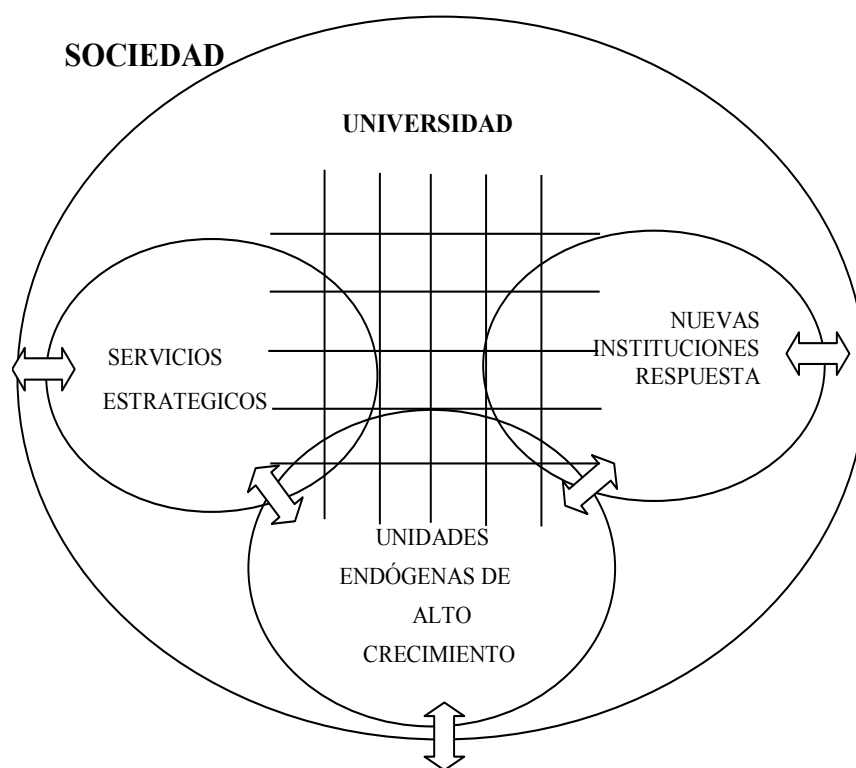 SOCIEDAD
UNIVERSIDAD
SERVICIOS
ESTRATEGICOS
NUEVAS
INSTITUCIONES
RESPUESTA
UNIDADES
ENDÓGENAS DE
ALTO
CRECIMIENTO